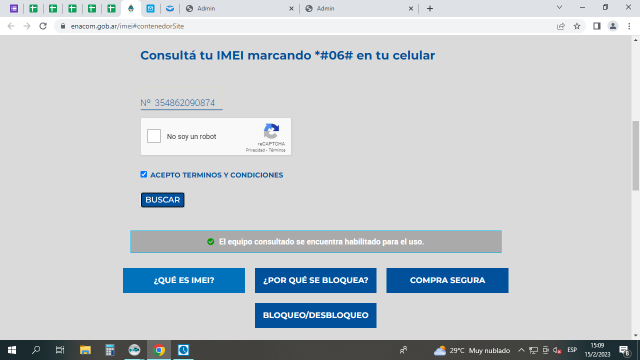 Admin
Admin
enacom.gob.ar/imei#contenedorSite
Consultá tu IMEI marcando *#06# en tu celular
Nº 354862090874
No soy un robot
reCAPTCHA
Privacidad - Términos
ACEPTO TERMINOS Y CONDICIONES
BUSCAR
El equipo consultado se encuentra habilitado para el uso.
¿QUÉ ES IMEI?
¿POR QUÉ SE BLOQUEA?
COMPRA SEGURA
BLOQUEO/DESBLOQUEO
29°C Muy nublado
ESP
15:09
15/2/2023